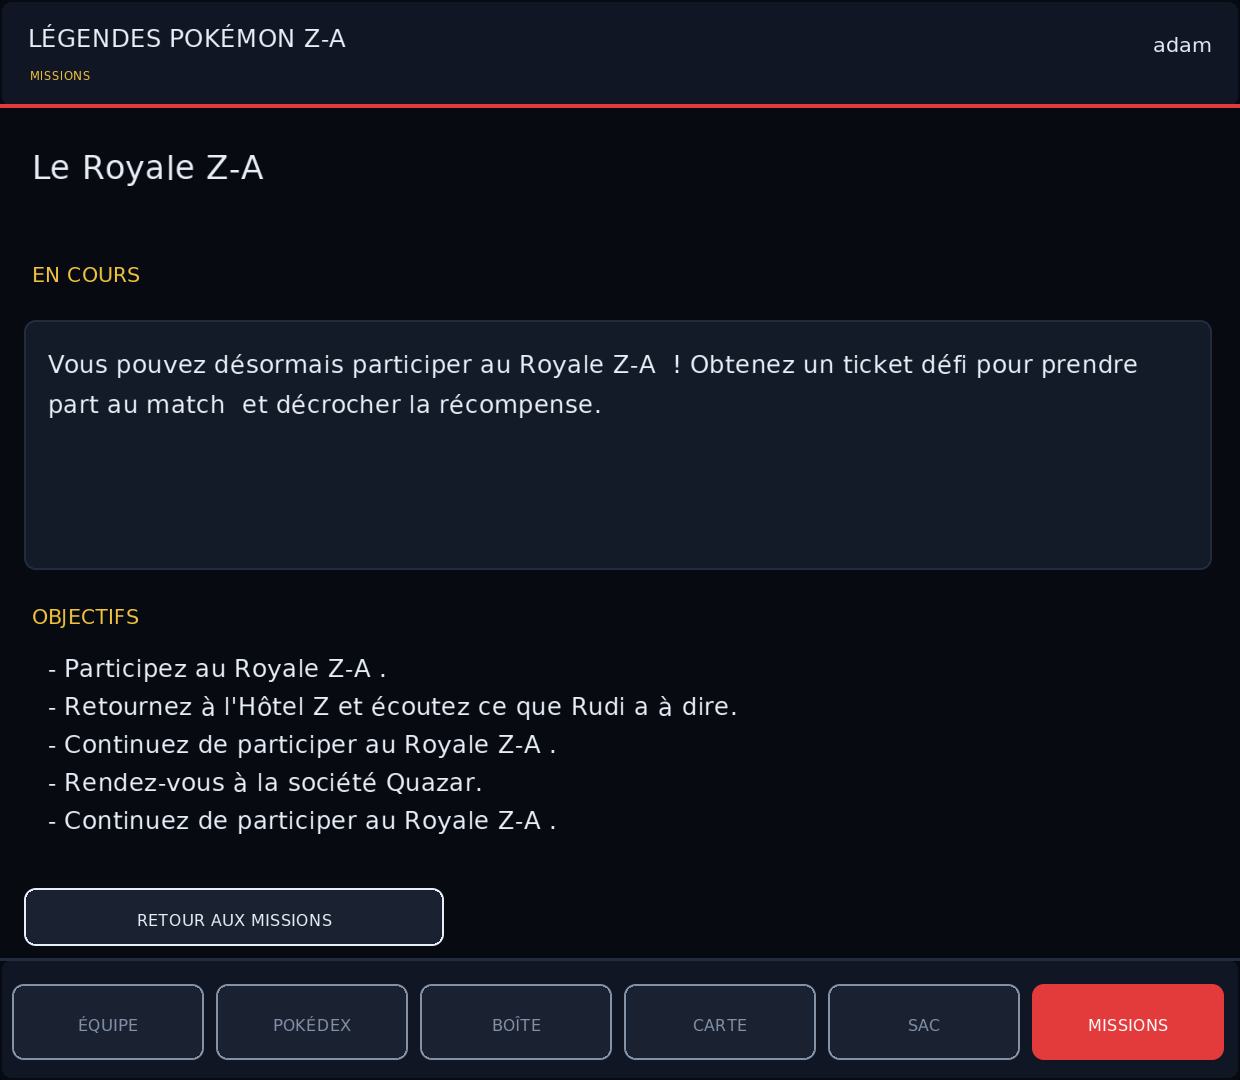 LÉGENDES POKÉMON Z-A
adam
MISSIONS
Le Royale Z-A
EN COURS
Vous pouvez désormais participer au Royale Z-A  ! Obtenez un ticket défi pour prendre
part au match  et décrocher la récompense.
OBJECTIFS
- Participez au Royale Z-A .
- Retournez à l'Hôtel Z et écoutez ce que Rudi a à dire.
- Continuez de participer au Royale Z-A .
- Rendez-vous à la société Quazar.
- Continuez de participer au Royale Z-A .
RETOUR AUX MISSIONS
ÉQUIPE
POKÉDEX
BOÎTE
CARTE
SAC
MISSIONS